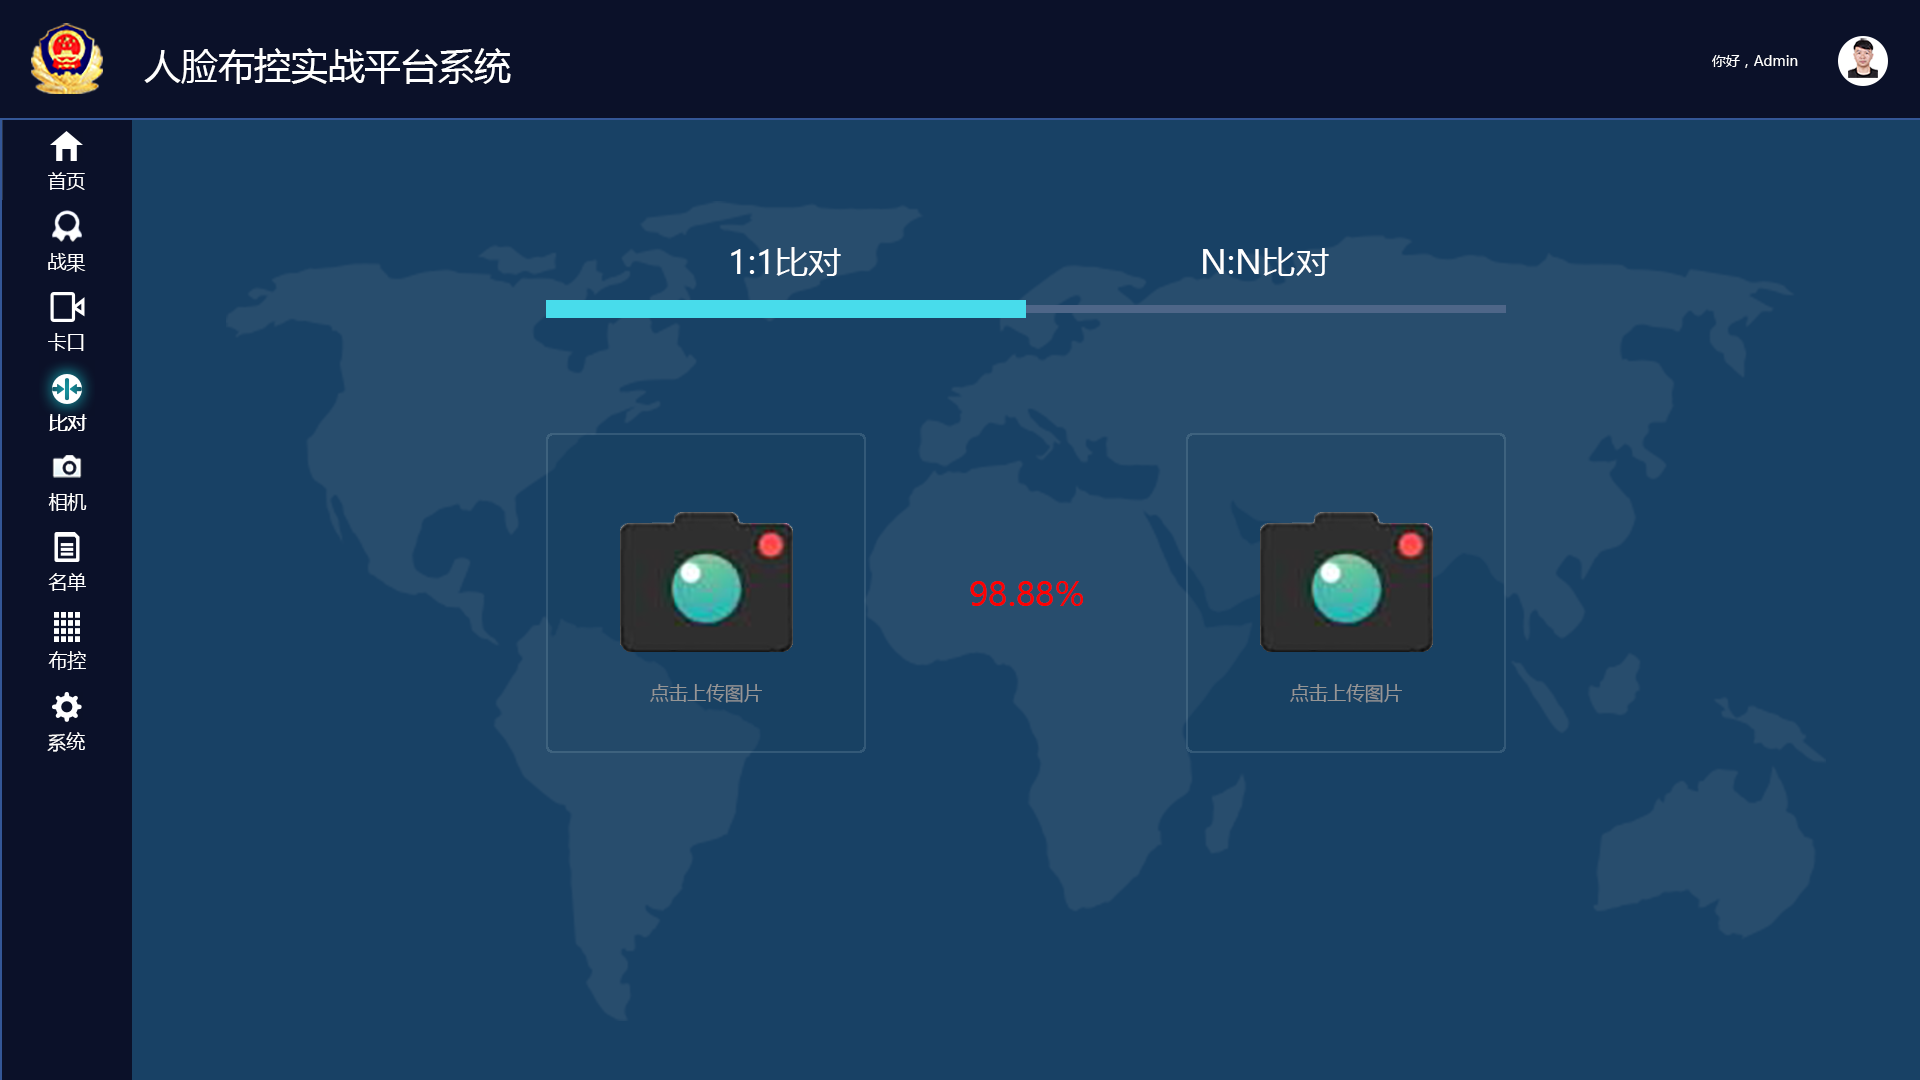 人脸布控实战平台系统
你好，Admin
首页
战果
卡口
比对
相机
名单
布控
系统
1:1比对
N:N比对
98.88%
点击上传图片
点击上传图片